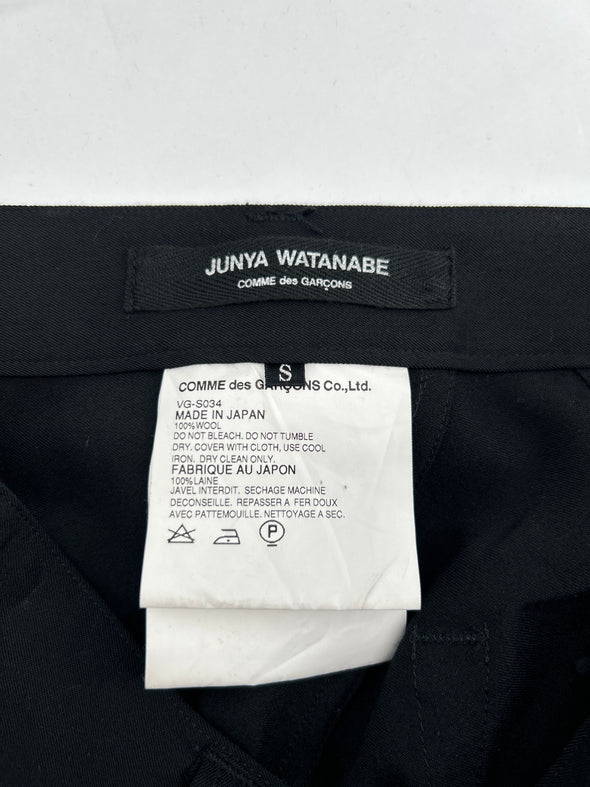 JUNYA WATANABE
COMME des GARÇONS
S
COMME des GARÇONS Co.,Ltd.
VG-S034
MADE IN JAPAN
100%WOOL
DO NOT BLEACH. DO NOT TUMBLE
DRY. COVER WITH CLOTH, USE COOL
IRON. DRY CLEAN ONLY.
FABRIQUE AU JAPON
100%LAINE
JAVEL INTERDIT. SECHAGE MACHINE
DECONSEILLE. REPASSER A FER DOUX
AVEC PATTEMOUILLE. NETTOYAGE A SEC.
P